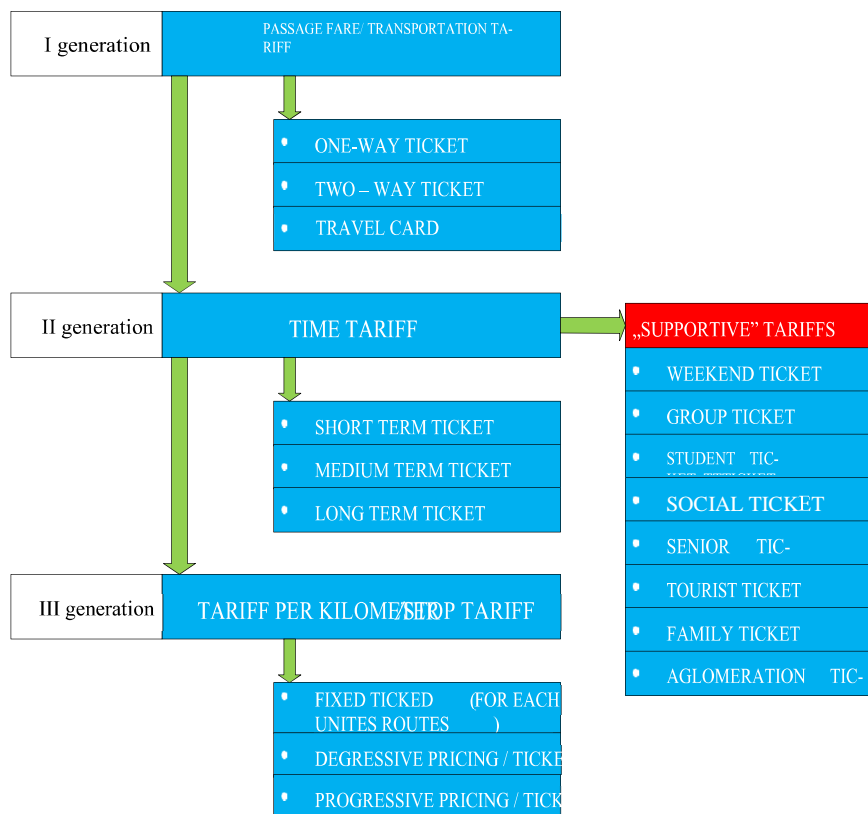 I generation
PASSAGE FARE/ TRANSPORTATION TA-
RIFF
ONE-WAY TICKET
TWO – WAY TICKET
TRAVEL CARD
II generation
TIME TARIFF
SHORT TERM TICKET
MEDIUM TERM TICKET
LONG TERM TICKET
„SUPPORTIVE” TARIFFS
WEEKEND TICKET
GROUP TICKET
STUDENT TIC-
SOCIAL TICKET
SENIOR TIC-
TOURIST TICKET
FAMILY TICKET
AGLOMERATION TIC-
III generation
TARIFF PER /STOP TARIFF
FIXED TICKED (FOR EACH
UNITES ROUTES )
DEGRESSIVE PRICING / TICKE
PROGRESSIVE PRICING / TICK